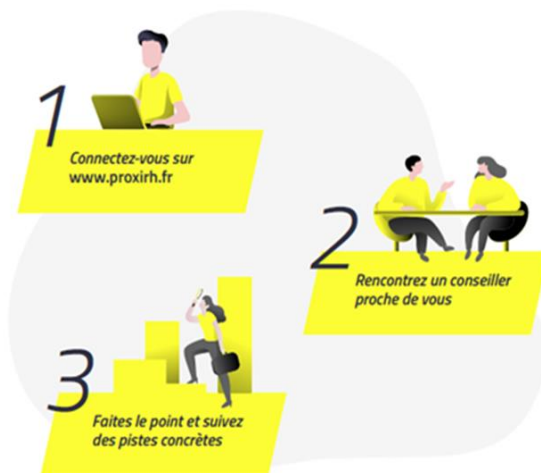 1
Connectez-vous sur
www.proxirh.fr
2
Rencontrez un conseiller
proche de vous
3
Faites le point et suivez
des pistes concrètes